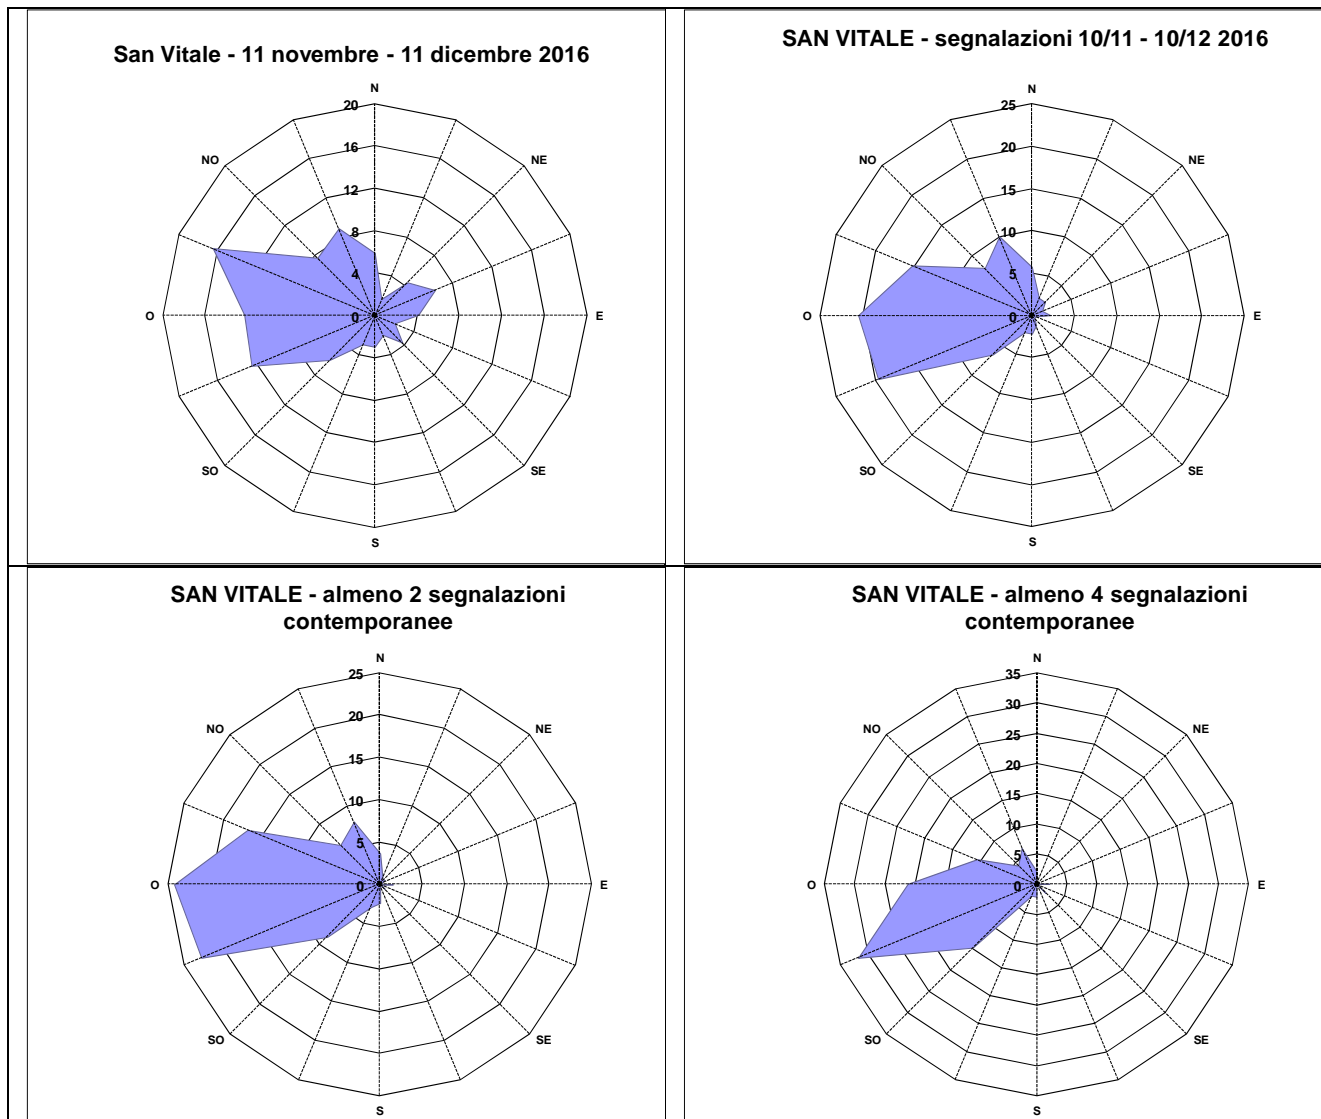 San Vitale - 11 novembre - 11 dicembre 2016
N
20
16
12
8
4
0
NO
NE
O
E
SO
SE
S
SAN VITALE - segnalazioni 10/11 - 10/12 2016
N
25
20
15
10
5
0
NO
NE
O
E
SO
SE
S
SAN VITALE - almeno 2 segnalazioni
contemporanee
N
25
20
15
10
5
0
NO
NE
O
E
SO
SE
S
SAN VITALE - almeno 4 segnalazioni
contemporanee
N
35
30
25
20
15
10
5
0
NO
NE
O
E
SO
SE
S